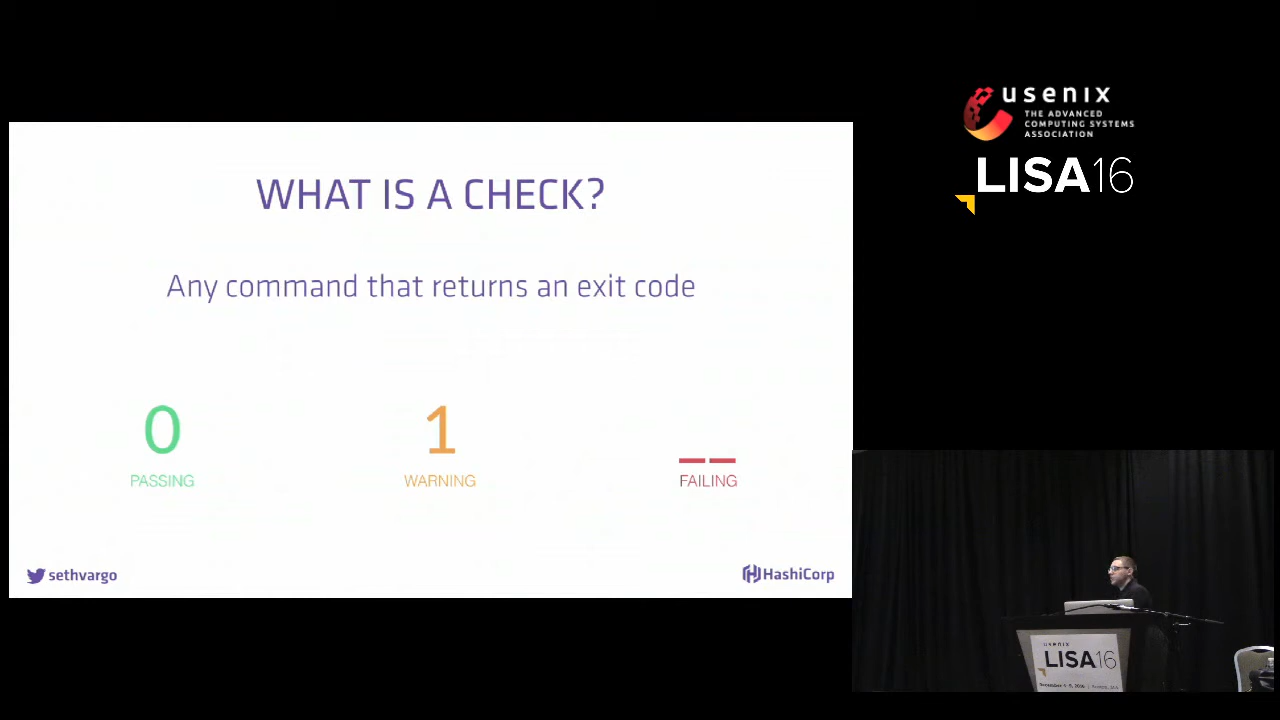 WHAT IS A CHECK?
Any command that returns an exit code
0
1
__
PASSING
WARNING
FAILING
sethvargo
HashiCorp
usenix
THE ADVANCED
COMPUTING SYSTEMS
ASSOCIATION
LISA16
usenix
LISA16